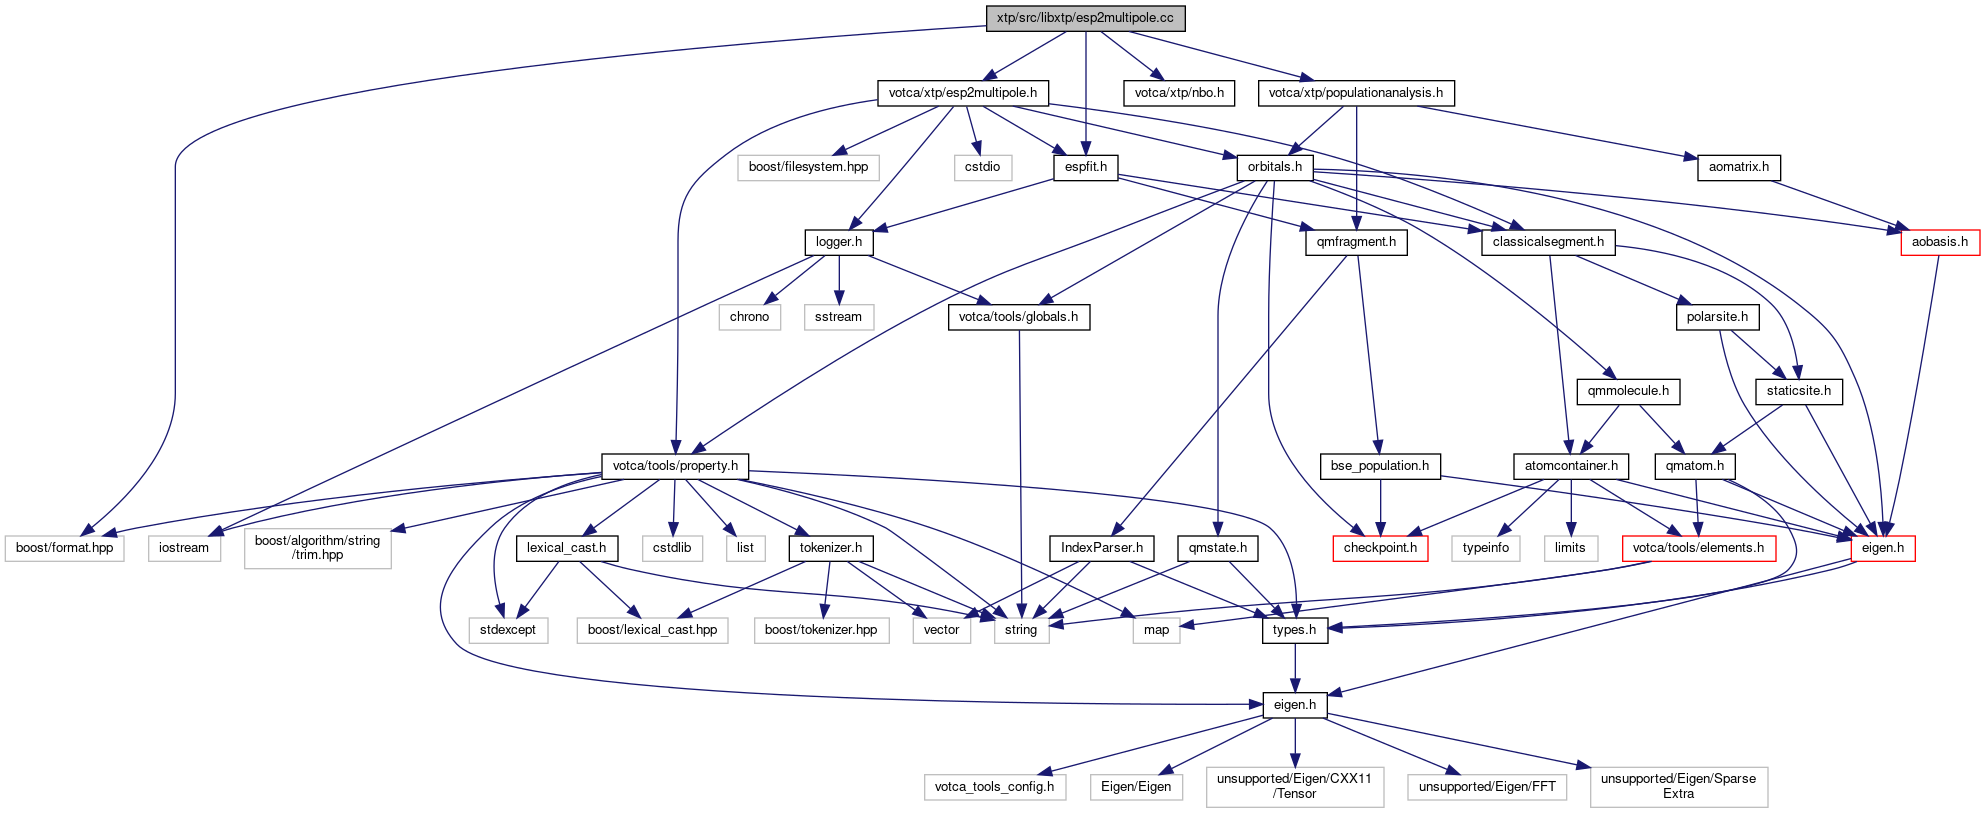 xtp/src/libxtp/esp2multipole.cc
votca/xtp/esp2multipole.h
votca/xtp/nbo.h
votca/xtp/populationanalysis.h
boost/filesystem.hpp
cstdio
espfit.h
orbitals.h
aomatrix.h
logger.h
qmfragment.h
classicalsegment.h
aobasis.h
chrono
sstream
votca/tools/globals.h
polarsite.h
qmmolecule.h
staticsite.h
votca/tools/property.h
bse_population.h
atomcontainer.h
qmatom.h
boost/format.hpp
iostream
boost/algorithm/string
/trim.hpp
lexical_cast.h
cstdlib
list
tokenizer.h
IndexParser.h
qmstate.h
checkpoint.h
typeinfo
limits
votca/tools/elements.h
eigen.h
stdexcept
boost/lexical_cast.hpp
boost/tokenizer.hpp
vector
string
map
types.h
eigen.h
votca_tools_config.h
Eigen/Eigen
unsupported/Eigen/CXX11
/Tensor
unsupported/Eigen/FFT
unsupported/Eigen/Sparse
Extra